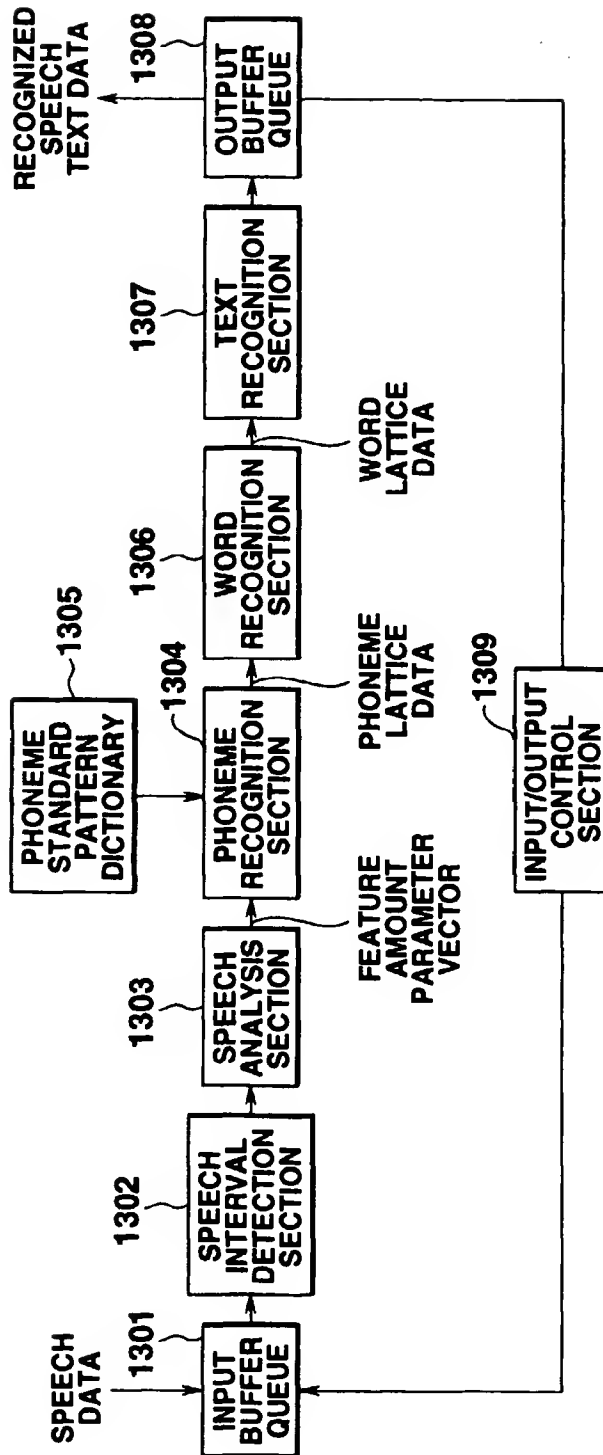 SPEECH
DATA
1301
INPUT
BUFFER
QUEUE
1302
SPEECH
INTERVAL
DETECTION
SECTION
1303
SPEECH
ANALYSIS
SECTION
FEATURE
AMOUNT
PARAMETER
VECTOR
PHONEME
STANDARD
PATTERN
DICTIONARY
1305
1304
PHONEME
RECOGNITION
SECTION
PHONEME
LATTICE
DATA
1306
WORD
RECOGNITION
SECTION
WORD
LATTICE
DATA
1307
TEXT
RECOGNITION
SECTION
RECOGNIZED
SPEECH
TEXT DATA
1308
OUTPUT
BUFFER
QUEUE
1309
INPUT/OUTPUT
CONTROL
SECTION